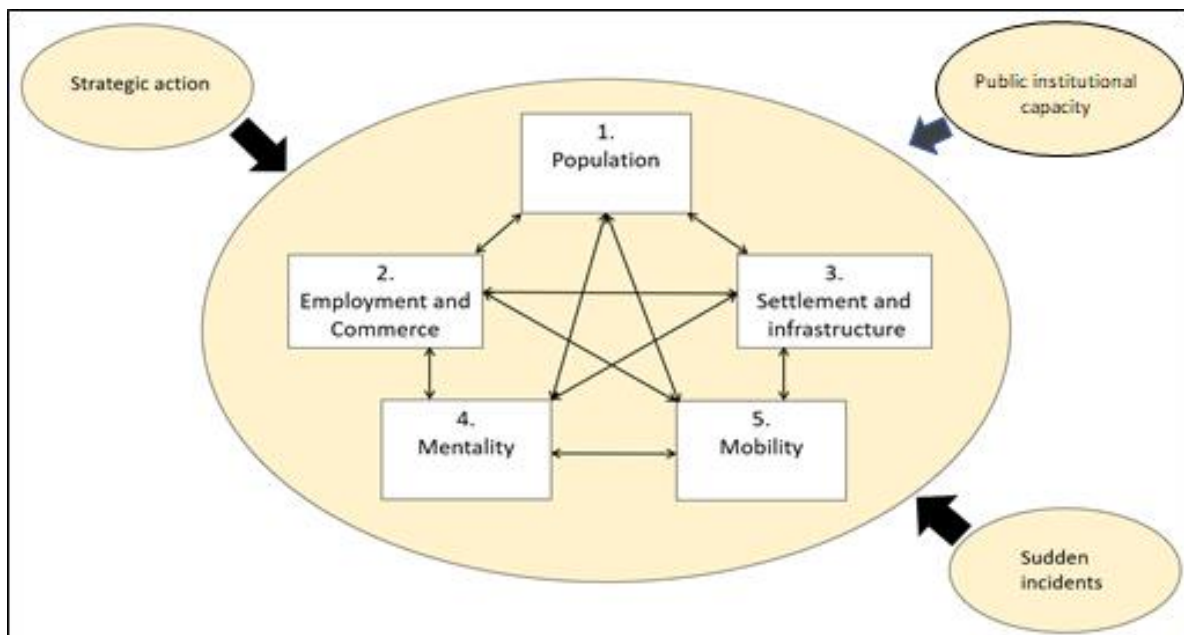 Strategic action
Public institutional
capacity
1.
Population
2.
Employment and
Commerce
3.
Settlement and
infrastructure
4.
Mentality
5.
Mobility
Sudden
incidents